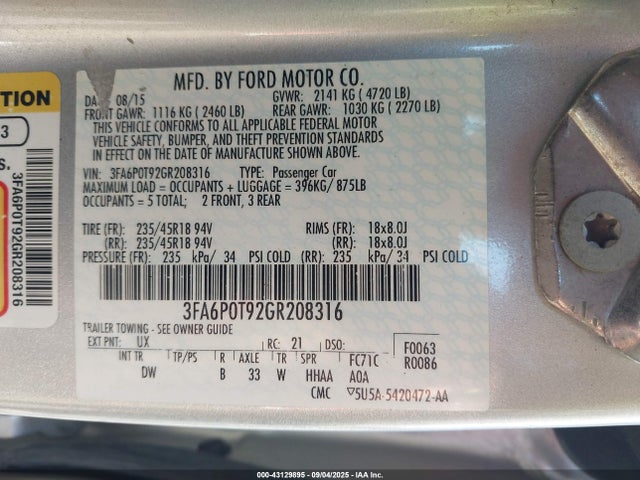 MFD. BY FORD MOTOR CO.
08/15 GVWR: 2141 KG ( 4720 LB)
FRONT GAWR: 1116 KG ( 2460 LB) REAR GAWR: 1030 KG ( 2270 LB)
THIS VEHICLE CONFORMS TO ALL APPLICABLE FEDERAL MOTOR
VEHICLE SAFETY, BUMPER, AND THEFT PREVENTION STANDARDS
IN EFFECT ON THE DATE OF MANUFACTURE SHOWN ABOVE.
VIN: 3FA6P0T92GR208316 TYPE: Passenger Car
MAXIMUM LOAD = OCCUPANTS + LUGGAGE = 396KG/ 875LB
OCCUPANTS = 5 TOTAL; 2 FRONT, 3 REAR
TIRE (FR): 235/45R18 94V RIMS (FR): 18x8.0J
(RR): 235/45R18 94V (RR): 18x8.0J
PRESSURE (FR): 235 kPa/ 34 PSI COLD (RR): 235 kPa/ 34 PSI COLD
3FA6P0T92GR208316
TRAILER TOWING - SEE OWNER GUIDE
EXT PNT: UX RC: 21 DSO: F0063
INT TR TP/PS R AXLE TR SPR FC71C R0086
DW B 33 W HHAA A0A
CMC ▽5U5A-5420472-AA
TION
3
S.
3FA6P0T92GR208316
000-43129895 - 09/04/2025 - IAA Inc.